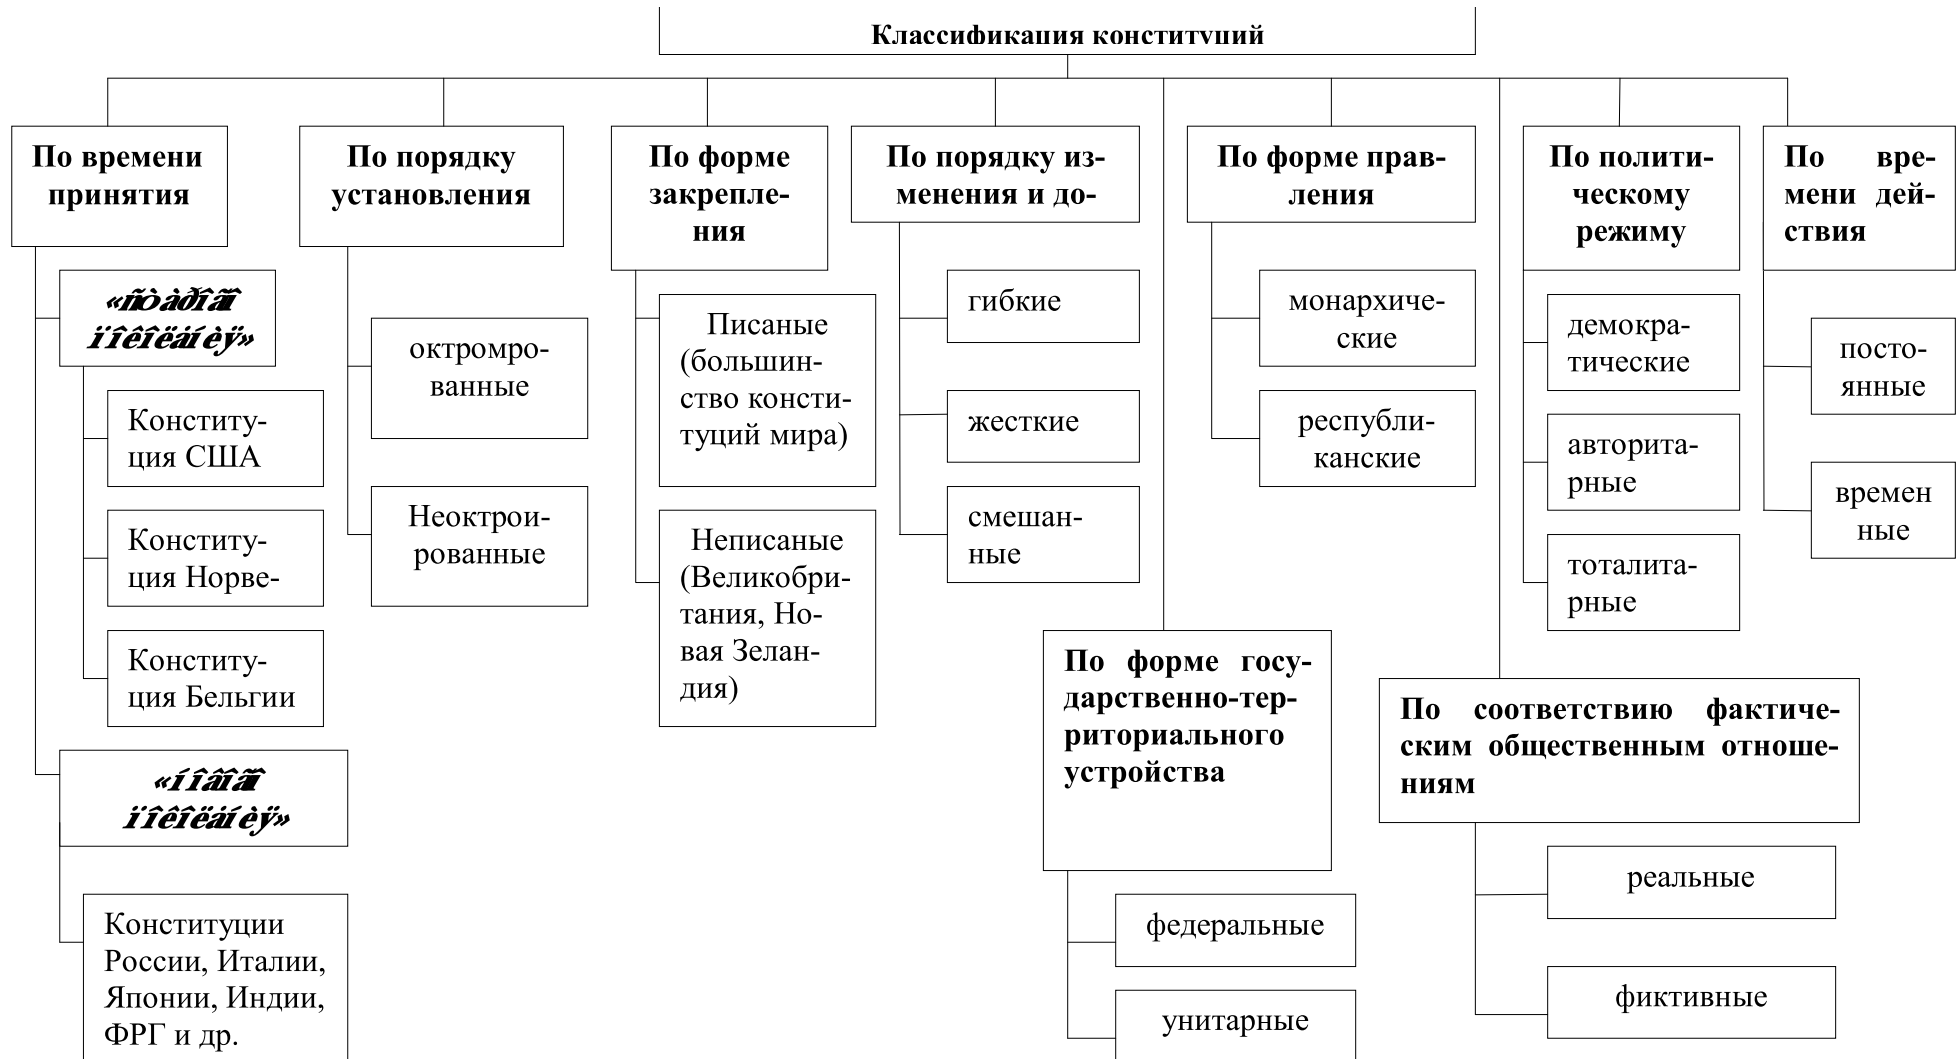 Классификация конституций
По времени
принятия
«ñòàðîãî
ïîêîëåíèÿ»
Конститу-
ция США
Конститу-
ция Норве-
Конститу-
ция Бельгии
«íîâîãî
ïîêîëåíèÿ»
Конституции
России, Италии,
Японии, Индии,
ФРГ и др.
По порядку
установления
октромро-
ванные
Неоктрои-
рованные
По форме
закрепле-
ния
Писаные
(большин-
ство консти-
туций мира)
Неписаные
(Великобри-
тания, Но-
вая Зелан-
дия)
По порядку из-
менения и до-
гибкие
жесткие
смешан-
ные
По форме госу-
дарственно-тер-
риториального
устройства
федеральные
унитарные
По форме прав-
ления
монархиче-
ские
республи-
канские
По соответствию фактиче-
ским общественным отноше-
ниям
реальные
фиктивные
По полити-
ческому
режиму
демокра-
тические
авторита-
рные
тоталита-
рные
По вре-
мени дей-
ствия
посто-
янные
времен
ные